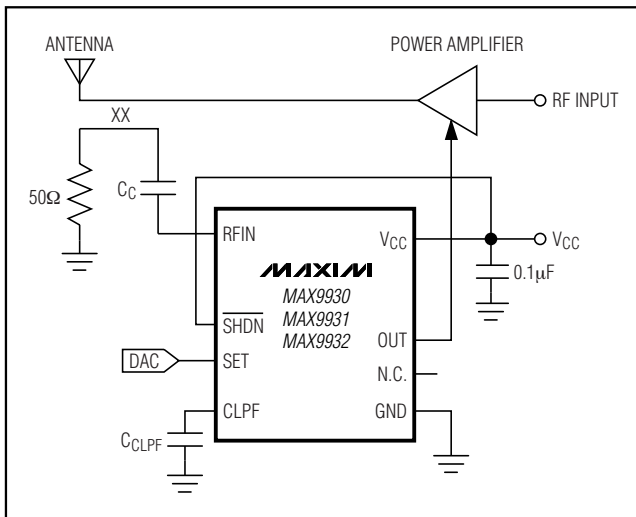 ANTENNA
POWER AMPLIFIER
RF INPUT
XX
50Ω
CC
RFIN
VCC
VCC
MAXIM
0.1μF
MAX9930
MAX9931
MAX9932
SHDN
OUT
DAC
SET
N.C.
CLPF
GND
CCLPF